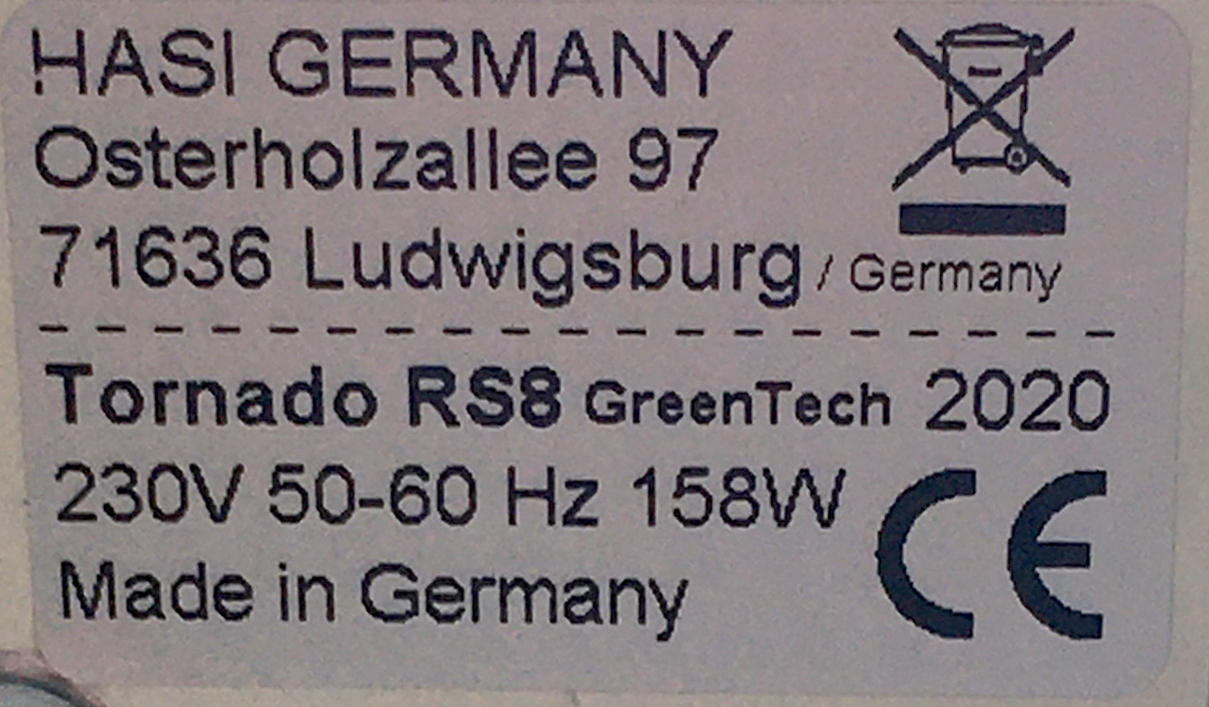 HASI GERMANY
Osterholzallee 97
71636 Ludwigsburg / Germany
Tornado RS8 GreenTech 2020
230V 50-60 Hz 158W
Made in Germany
CE